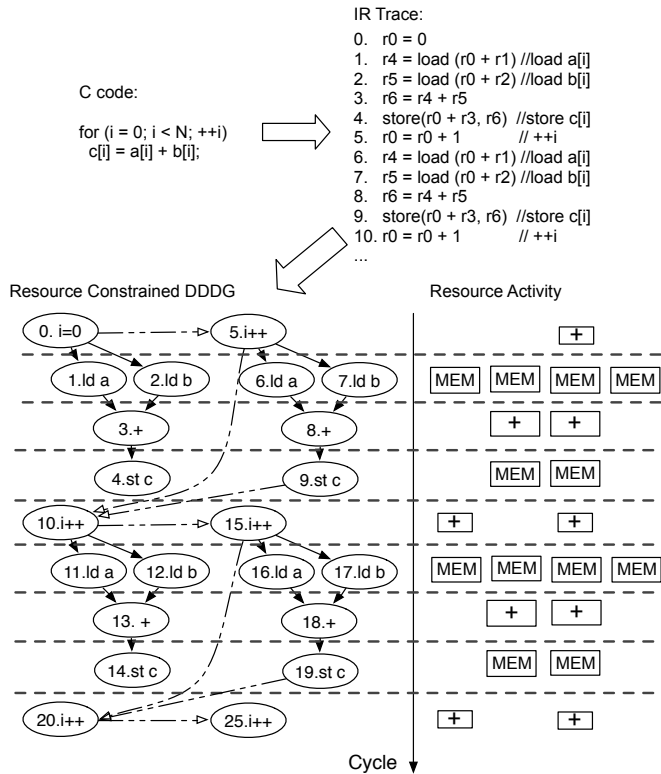 IR Trace:
0. r0 = 0
1. r4 = load (r0 + r1) //load a[i]
2. r5 = load (r0 + r2) //load b[i]
3. r6 = r4 + r5
4. store(r0 + r3, r6) //store c[i]
5. r0 = r0 + 1 // ++i
6. r4 = load (r0 + r1) //load a[i]
7. r5 = load (r0 + r2) //load b[i]
8. r6 = r4 + r5
9. store(r0 + r3, r6) //store c[i]
10. r0 = r0 + 1 // ++i
...
C code:
for (i = 0; i < N; ++i)
c[i] = a[i] + b[i];
Resource Constrained DDDG
Resource Activity
0. i=0 5.i++ +
1.ld a 2.ld b 6.ld a 7.ld b MEM MEM MEM MEM
3.+ 8.+ + +
4.st c 9.st c MEM MEM
10.i++ 15.i++ + +
11.ld a 12.ld b 16.ld a 17.ld b MEM MEM MEM MEM
13. + 18.+ + +
14.st c 19.st c MEM MEM
20.i++ 25.i++ + +
Cycle